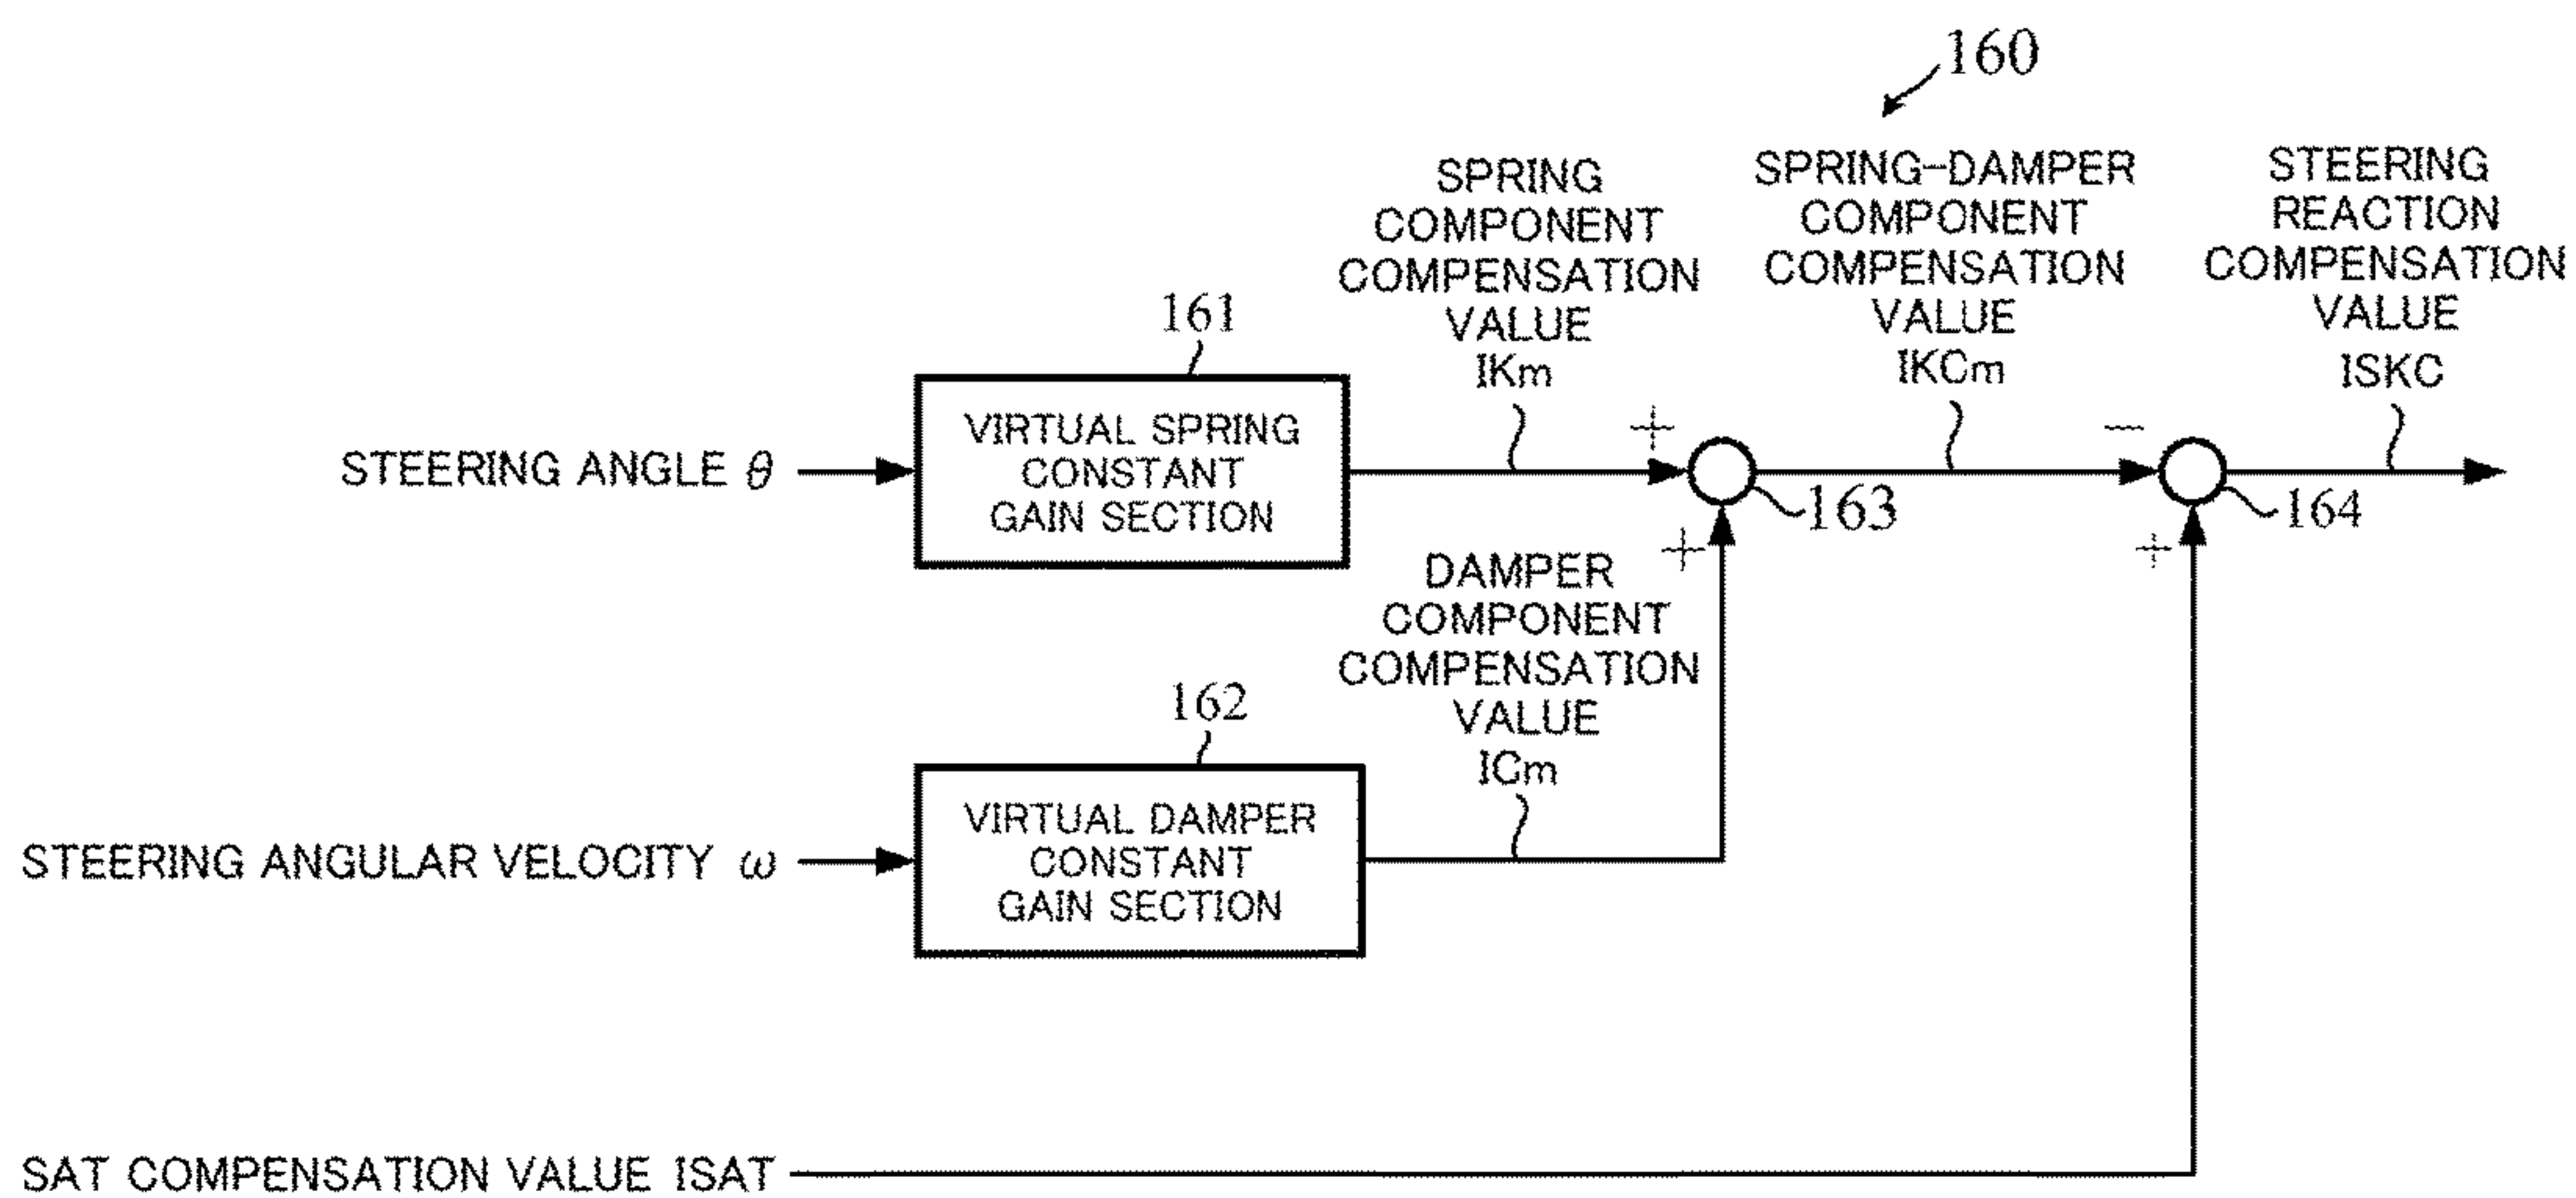 160
SPRING
COMPONENT
COMPENSATION
VALUE
IKm
SPRING-DAMPER
COMPONENT
COMPENSATION
VALUE
IKCm
STEERING
REACTION
COMPENSATION
VALUE
ISKC
161
STEERING ANGLE θ
VIRTUAL SPRING
CONSTANT
GAIN SECTION
+
163
+
−
164
+
DAMPER
COMPONENT
COMPENSATION
VALUE
ICm
162
STEERING ANGULAR VELOCITY ω
VIRTUAL DAMPER
CONSTANT
GAIN SECTION
SAT COMPENSATION VALUE ISAT